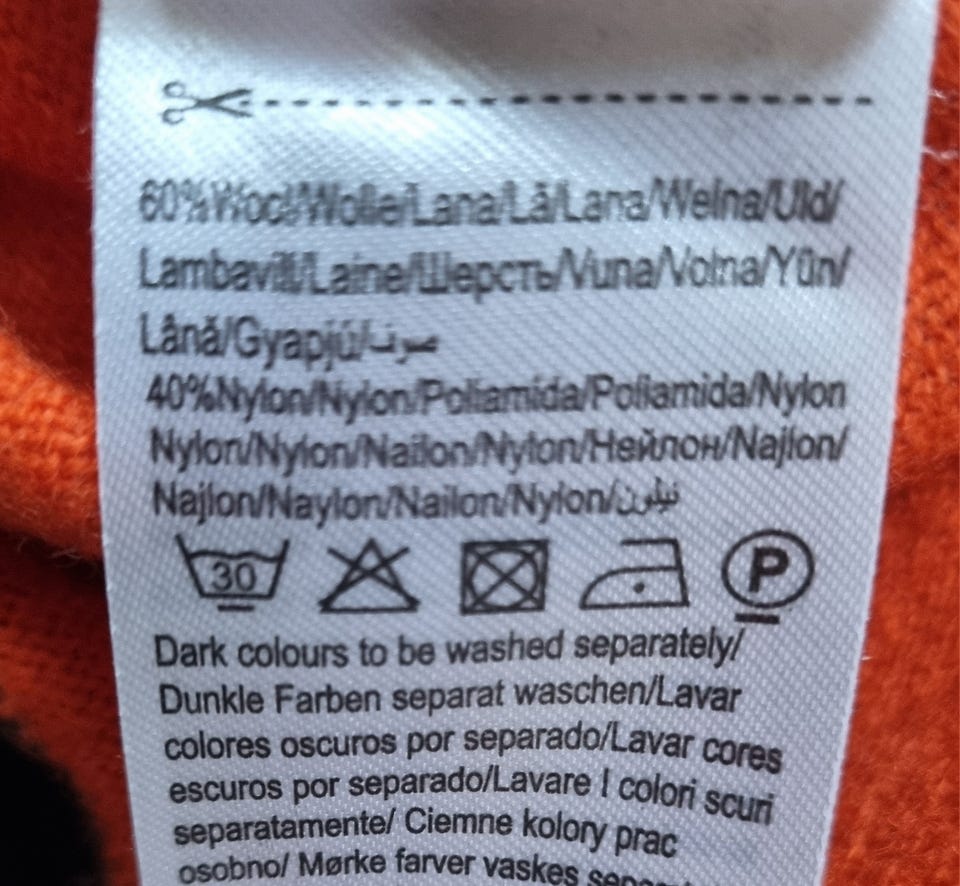 60%Wool/Wolle/Lana/Lã/Lana/Wełna/Uld/
Lambavill/Laine/Шерсть/Vuna/Volna/Yün/
Lână/Gyapjú/صوف
40%Nylon/Nylon/Poliamida/Poliamida/Nylon
Nylon/Nylon/Nailon/Nylon/Нейлон/Najlon/
Najlon/Naylon/Nailon/Nylon/نيلون
30
P
Dark colours to be washed separately/
Dunkle Farben separat waschen/Lavar
colores oscuros por separado/Lavar cores
escuros por separado/Lavare I colori scuri
separatamente/ Ciemne kolory prac
osobno/ Mørke farver vaskes